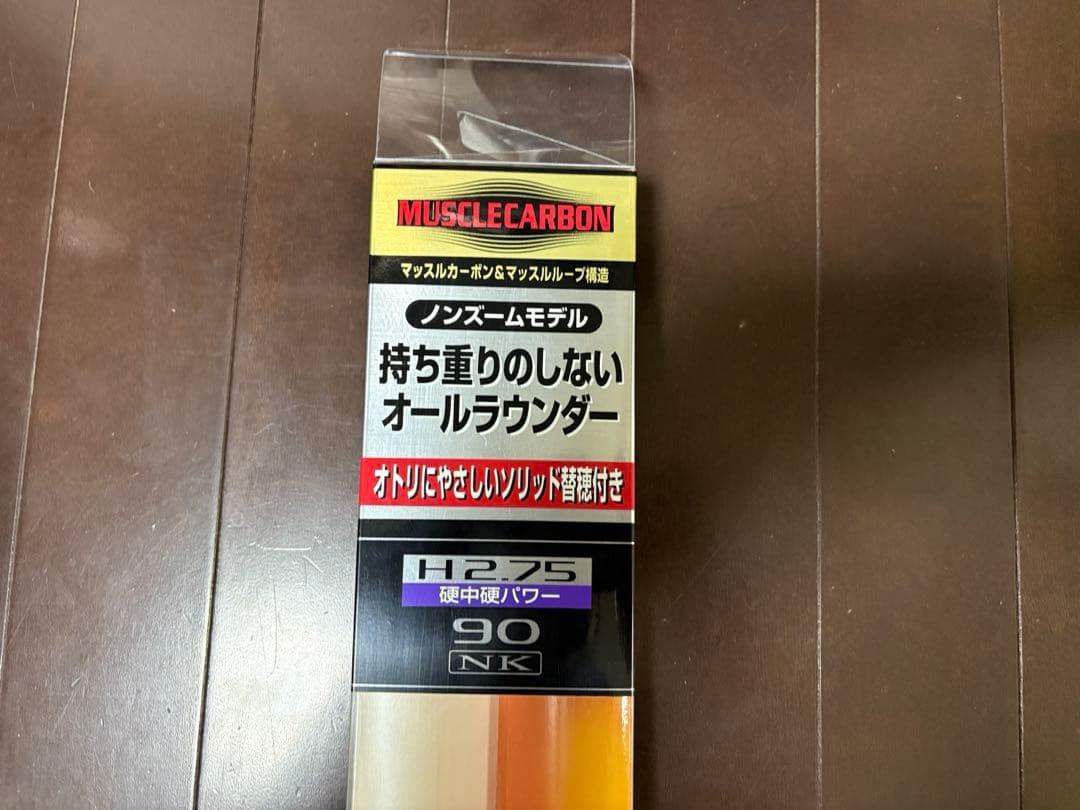 MUSCLECARBON
マッスルカーボン&マッスルループ構造
ノンズームモデル
持ち重りのしない
オールラウンダー
オトリにやさしいソリッド替穂付き
H2.75
硬中硬パワー
90
NK